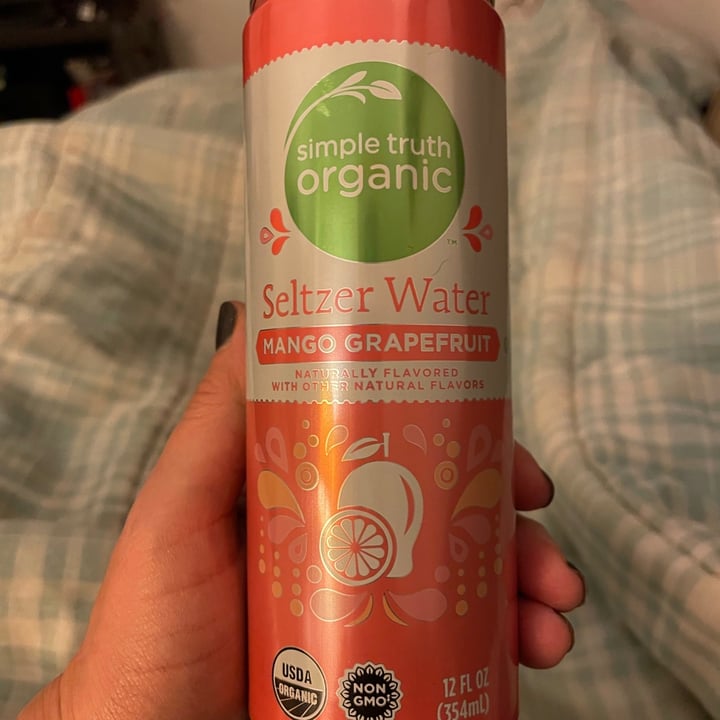 simple truth
organic
™
Seltzer Water
MANGO GRAPEFRUIT
NATURALLY FLAVORED
WITH OTHER NATURAL FLAVORS
USDA
ORGANIC
NON
GMO
12 FL OZ
(354mL)